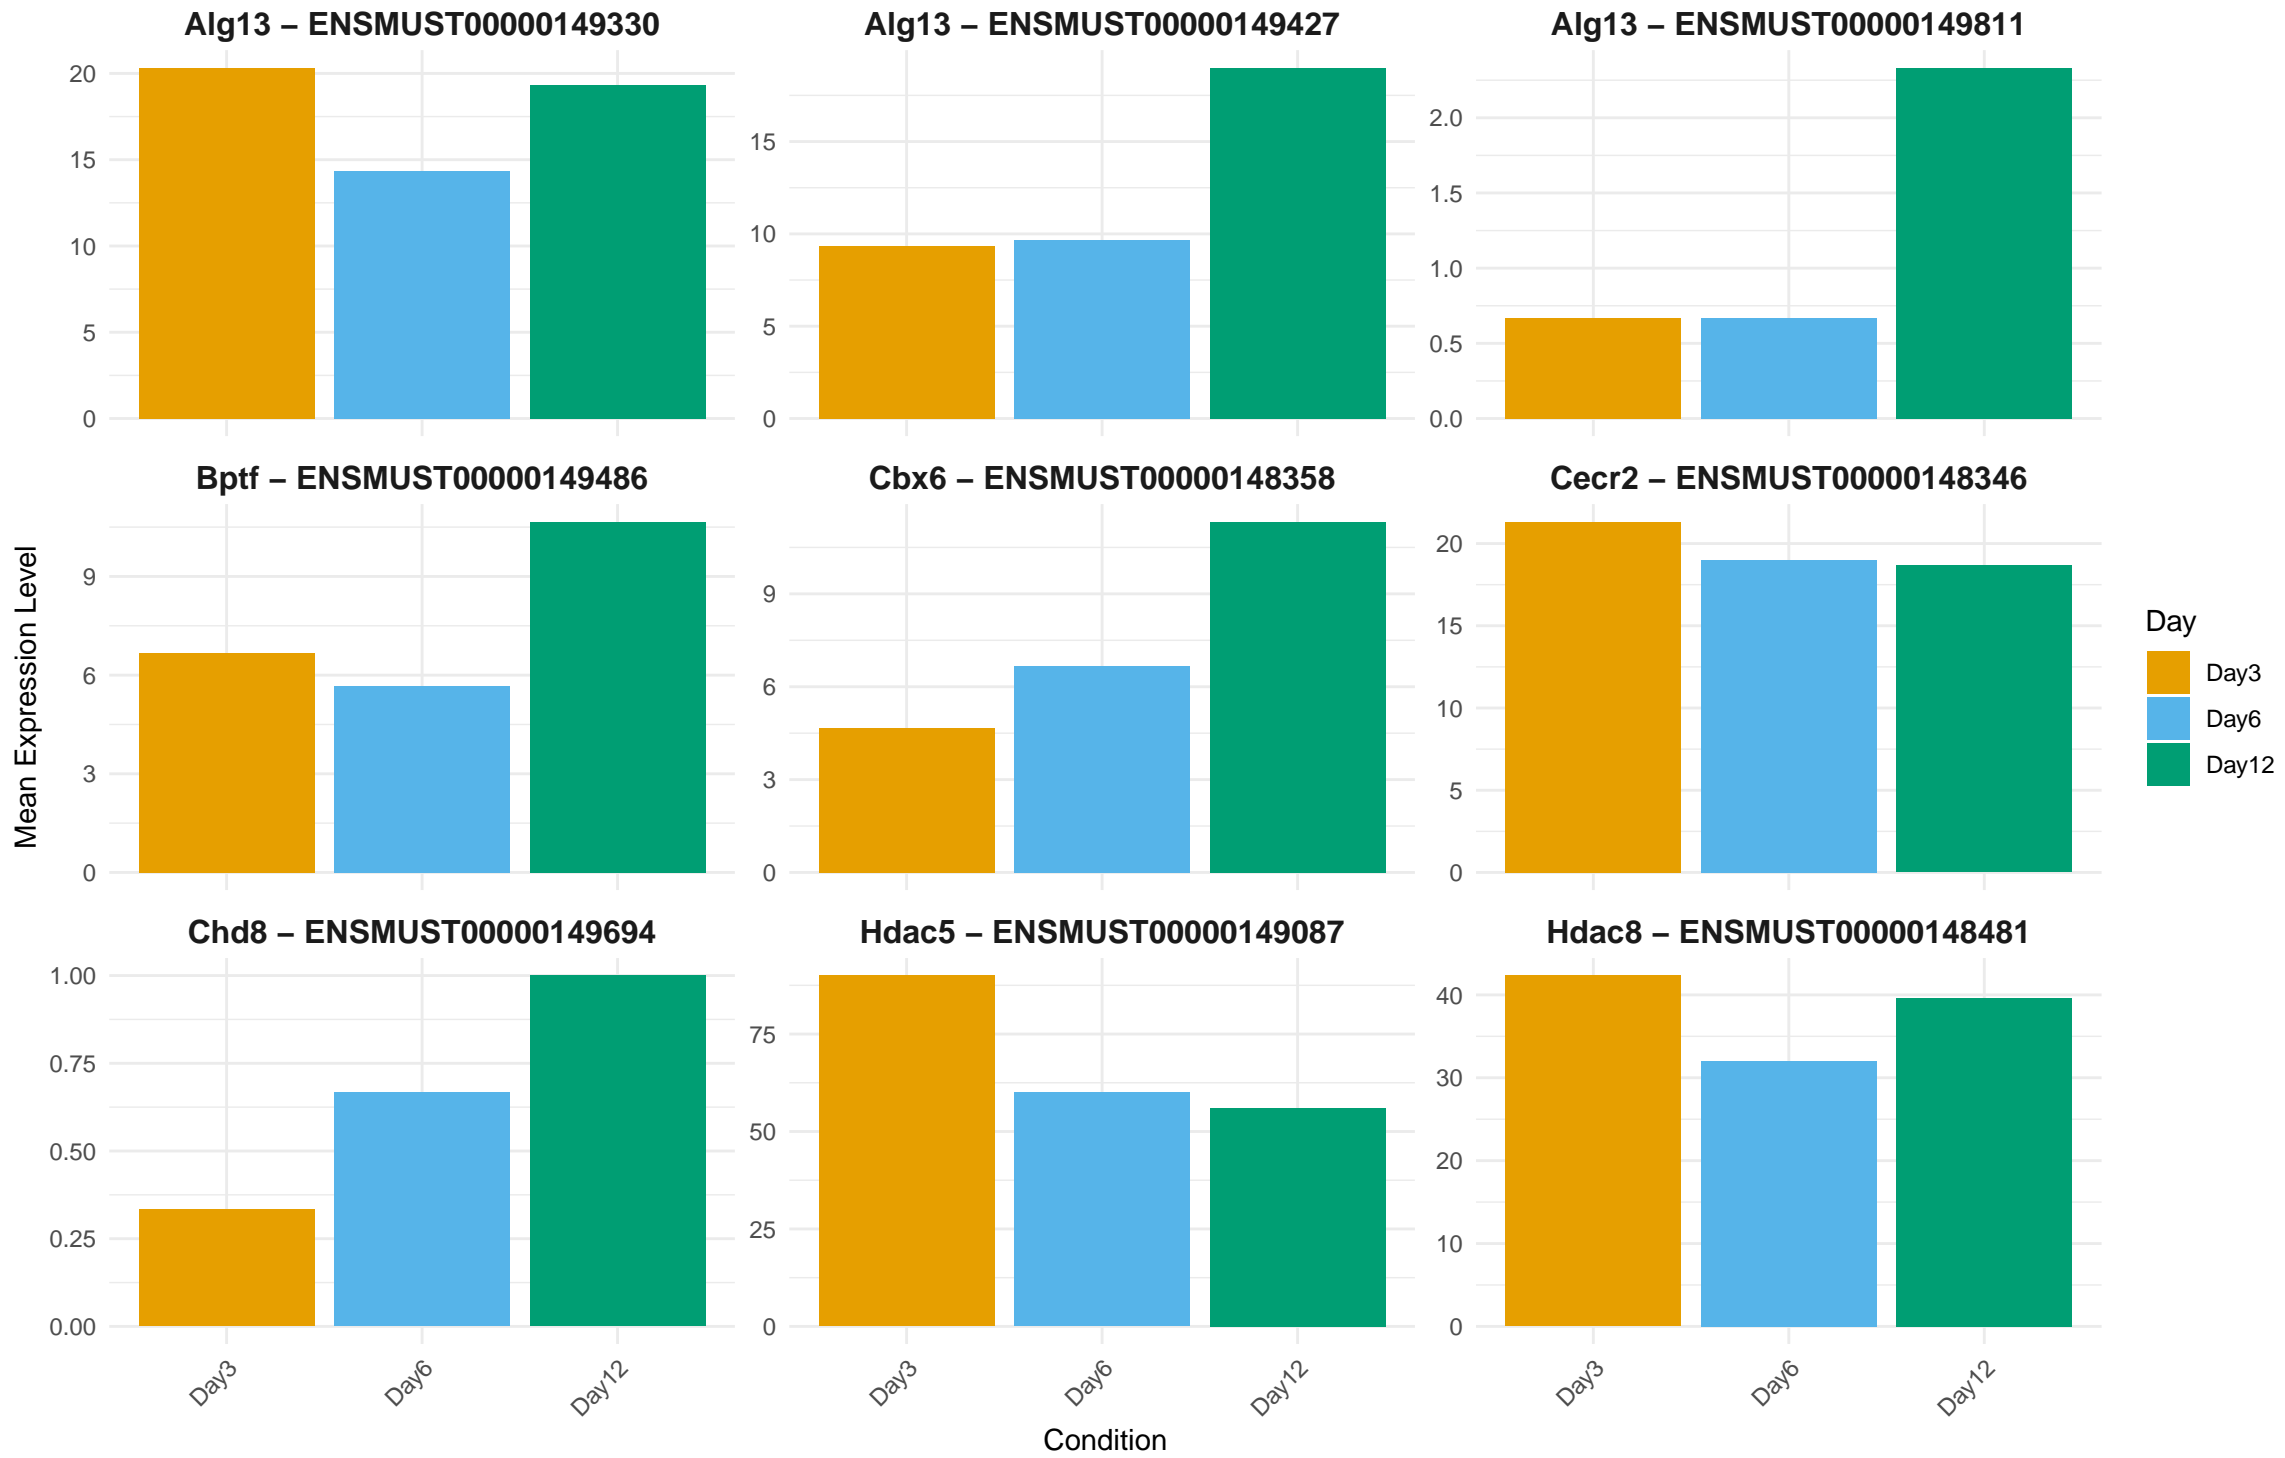 Alg13 – ENSMUST00000149330
Alg13 – ENSMUST00000149427
Alg13 – ENSMUST00000149811
20
15
10
5
0
15
10
5
0
2.0
1.5
1.0
0.5
0.0
Bptf – ENSMUST00000149486
Cbx6 – ENSMUST00000148358
Cecr2 – ENSMUST00000148346
9
6
3
0
9
6
3
0
20
15
10
5
0
Chd8 – ENSMUST00000149694
Hdac5 – ENSMUST00000149087
Hdac8 – ENSMUST00000148481
1.00
0.75
0.50
0.25
0.00
75
50
25
0
40
30
20
10
0
Day3
Day6
Day12
Day3
Day6
Day12
Day3
Day6
Day12
Condition
Mean Expression Level
Day
Day3
Day6
Day12